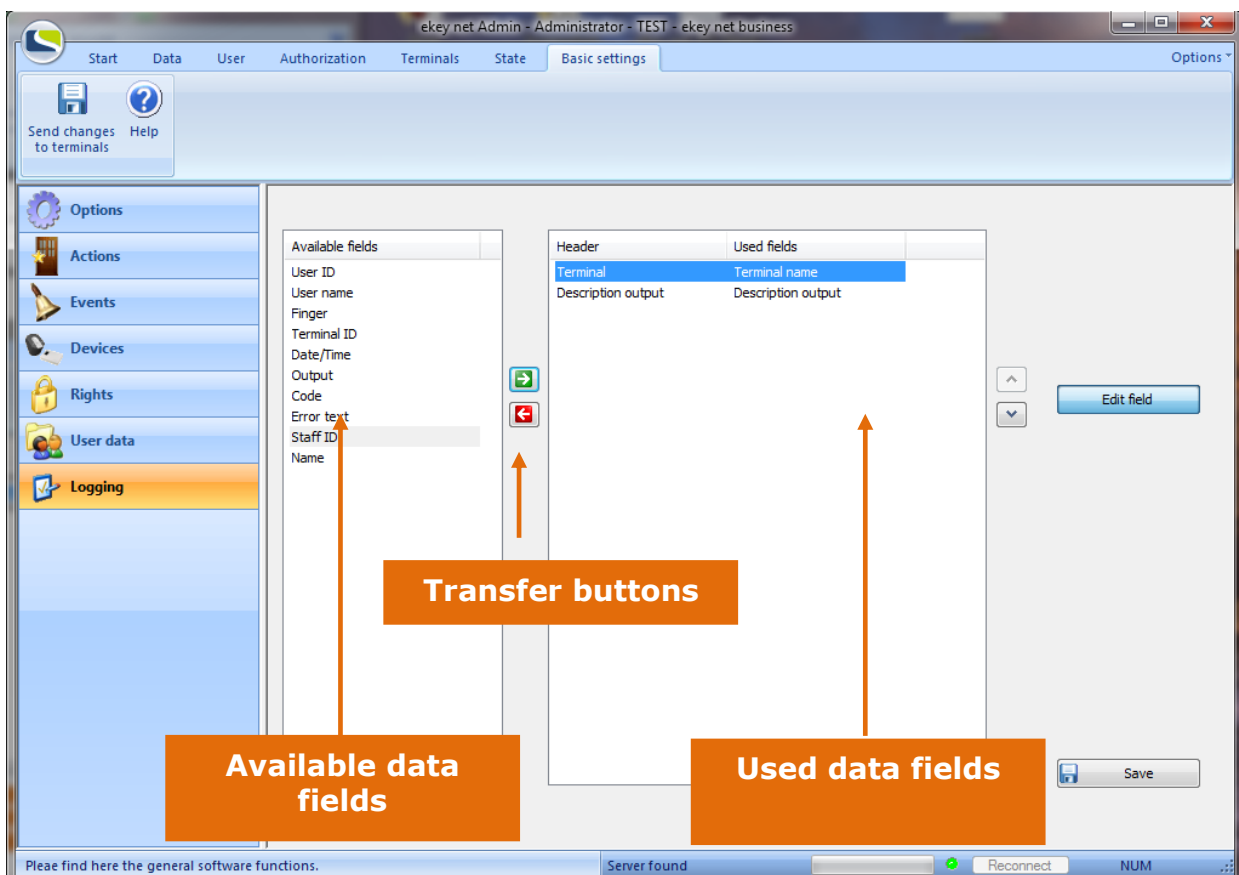 ekey net Admin - Administrator - TEST - ekey net business
Start Data User Authorization Terminals State Basic settings Options
Send changes to terminals
Help
Options
Actions
Events
Devices
Rights
User data
Logging
Available fields
User ID
User name
Finger
Terminal ID
Date/Time
Output
Code
Error text
Staff ID
Name
Header Used fields
Terminal Terminal name
Description output Description output
Edit field
Transfer buttons
Available data
fields
Used data fields
Save
Pleae find here the general software functions. Server found Reconnect NUM